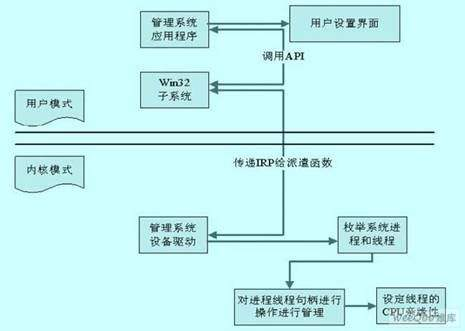 管理系统
应用程序
用户设置界面
调用API
Win32
子系统
用户模式
内核模式
传递IRP给派遣函数
管理系统
设备驱动
枚举系统进
程和线程
对进程线程句柄进行
操作进行管理
设定线程的
CPU亲族性